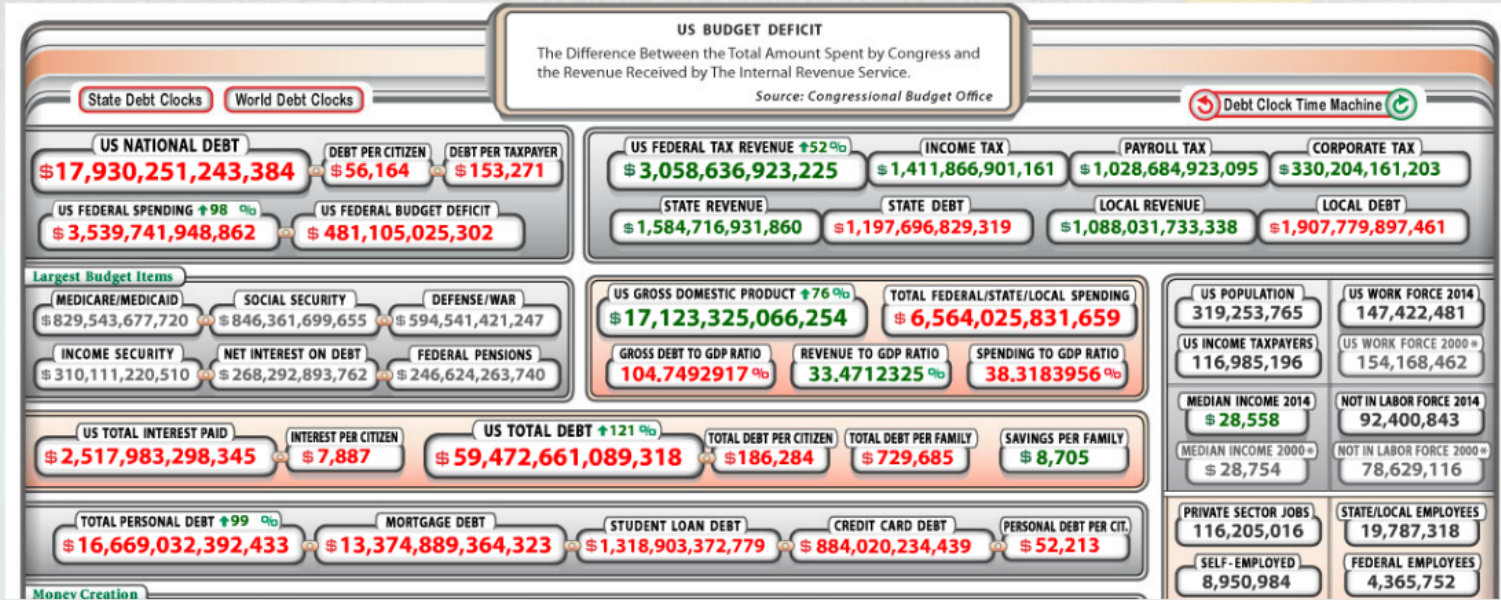 US BUDGET DEFICIT
The Difference Between the Total Amount Spent by Congress and
the Revenue Received by The Internal Revenue Service.
Source: Congressional Budget Office
State Debt Clocks
World Debt Clocks
Debt Clock Time Machine
US NATIONAL DEBT
$17,930,251,243,384
DEBT PER CITIZEN
$56,164
DEBT PER TAXPAYER
$153,271
US FEDERAL SPENDING ↑98 %
$3,539,741,948,862
US FEDERAL BUDGET DEFICIT
$481,105,025,302
US FEDERAL TAX REVENUE ↑52%
$3,058,636,923,225
INCOME TAX
$1,411,866,901,161
PAYROLL TAX
$1,028,684,923,095
CORPORATE TAX
$330,204,161,203
STATE REVENUE
$1,584,716,931,860
STATE DEBT
$1,197,696,829,319
LOCAL REVENUE
$1,088,031,733,338
LOCAL DEBT
$1,907,779,897,461
Largest Budget Items
MEDICARE/MEDICAID
$829,543,677,720
SOCIAL SECURITY
$846,361,699,655
DEFENSE/WAR
$594,541,421,247
INCOME SECURITY
$310,111,220,510
NET INTEREST ON DEBT
$268,292,893,762
FEDERAL PENSIONS
$246,624,263,740
US GROSS DOMESTIC PRODUCT ↑76 %
$17,123,325,066,254
TOTAL FEDERAL/STATE/LOCAL SPENDING
$6,564,025,831,659
GROSS DEBT TO GDP RATIO
104.7492917%
REVENUE TO GDP RATIO
33.4712325%
SPENDING TO GDP RATIO
38.3183956%
US POPULATION
319,253,765
US WORK FORCE 2014
147,422,481
US INCOME TAXPAYERS
116,985,196
US WORK FORCE 2000*
154,168,462
MEDIAN INCOME 2014
$28,558
NOT IN LABOR FORCE 2014
92,400,843
MEDIAN INCOME 2000*
$28,754
NOT IN LABOR FORCE 2000*
78,629,116
US TOTAL INTEREST PAID
$2,517,983,298,345
INTEREST PER CITIZEN
$7,887
US TOTAL DEBT ↑121 %
$59,472,661,089,318
TOTAL DEBT PER CITIZEN
$186,284
TOTAL DEBT PER FAMILY
$729,685
SAVINGS PER FAMILY
$8,705
TOTAL PERSONAL DEBT ↑99 %
$16,669,032,392,433
MORTGAGE DEBT
$13,374,889,364,323
STUDENT LOAN DEBT
$1,318,903,372,779
CREDIT CARD DEBT
$884,020,234,439
PERSONAL DEBT PER CIT.
$52,213
PRIVATE SECTOR JOBS
116,205,016
STATE/LOCAL EMPLOYEES
19,787,318
SELF-EMPLOYED
8,950,984
FEDERAL EMPLOYEES
4,365,752
Money Creation